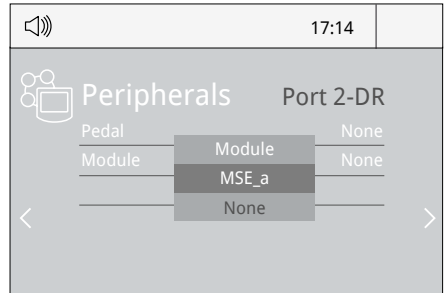 17:14
Peripherals Port 2-DR
Pedal None
Module Module None
MSE_a
None